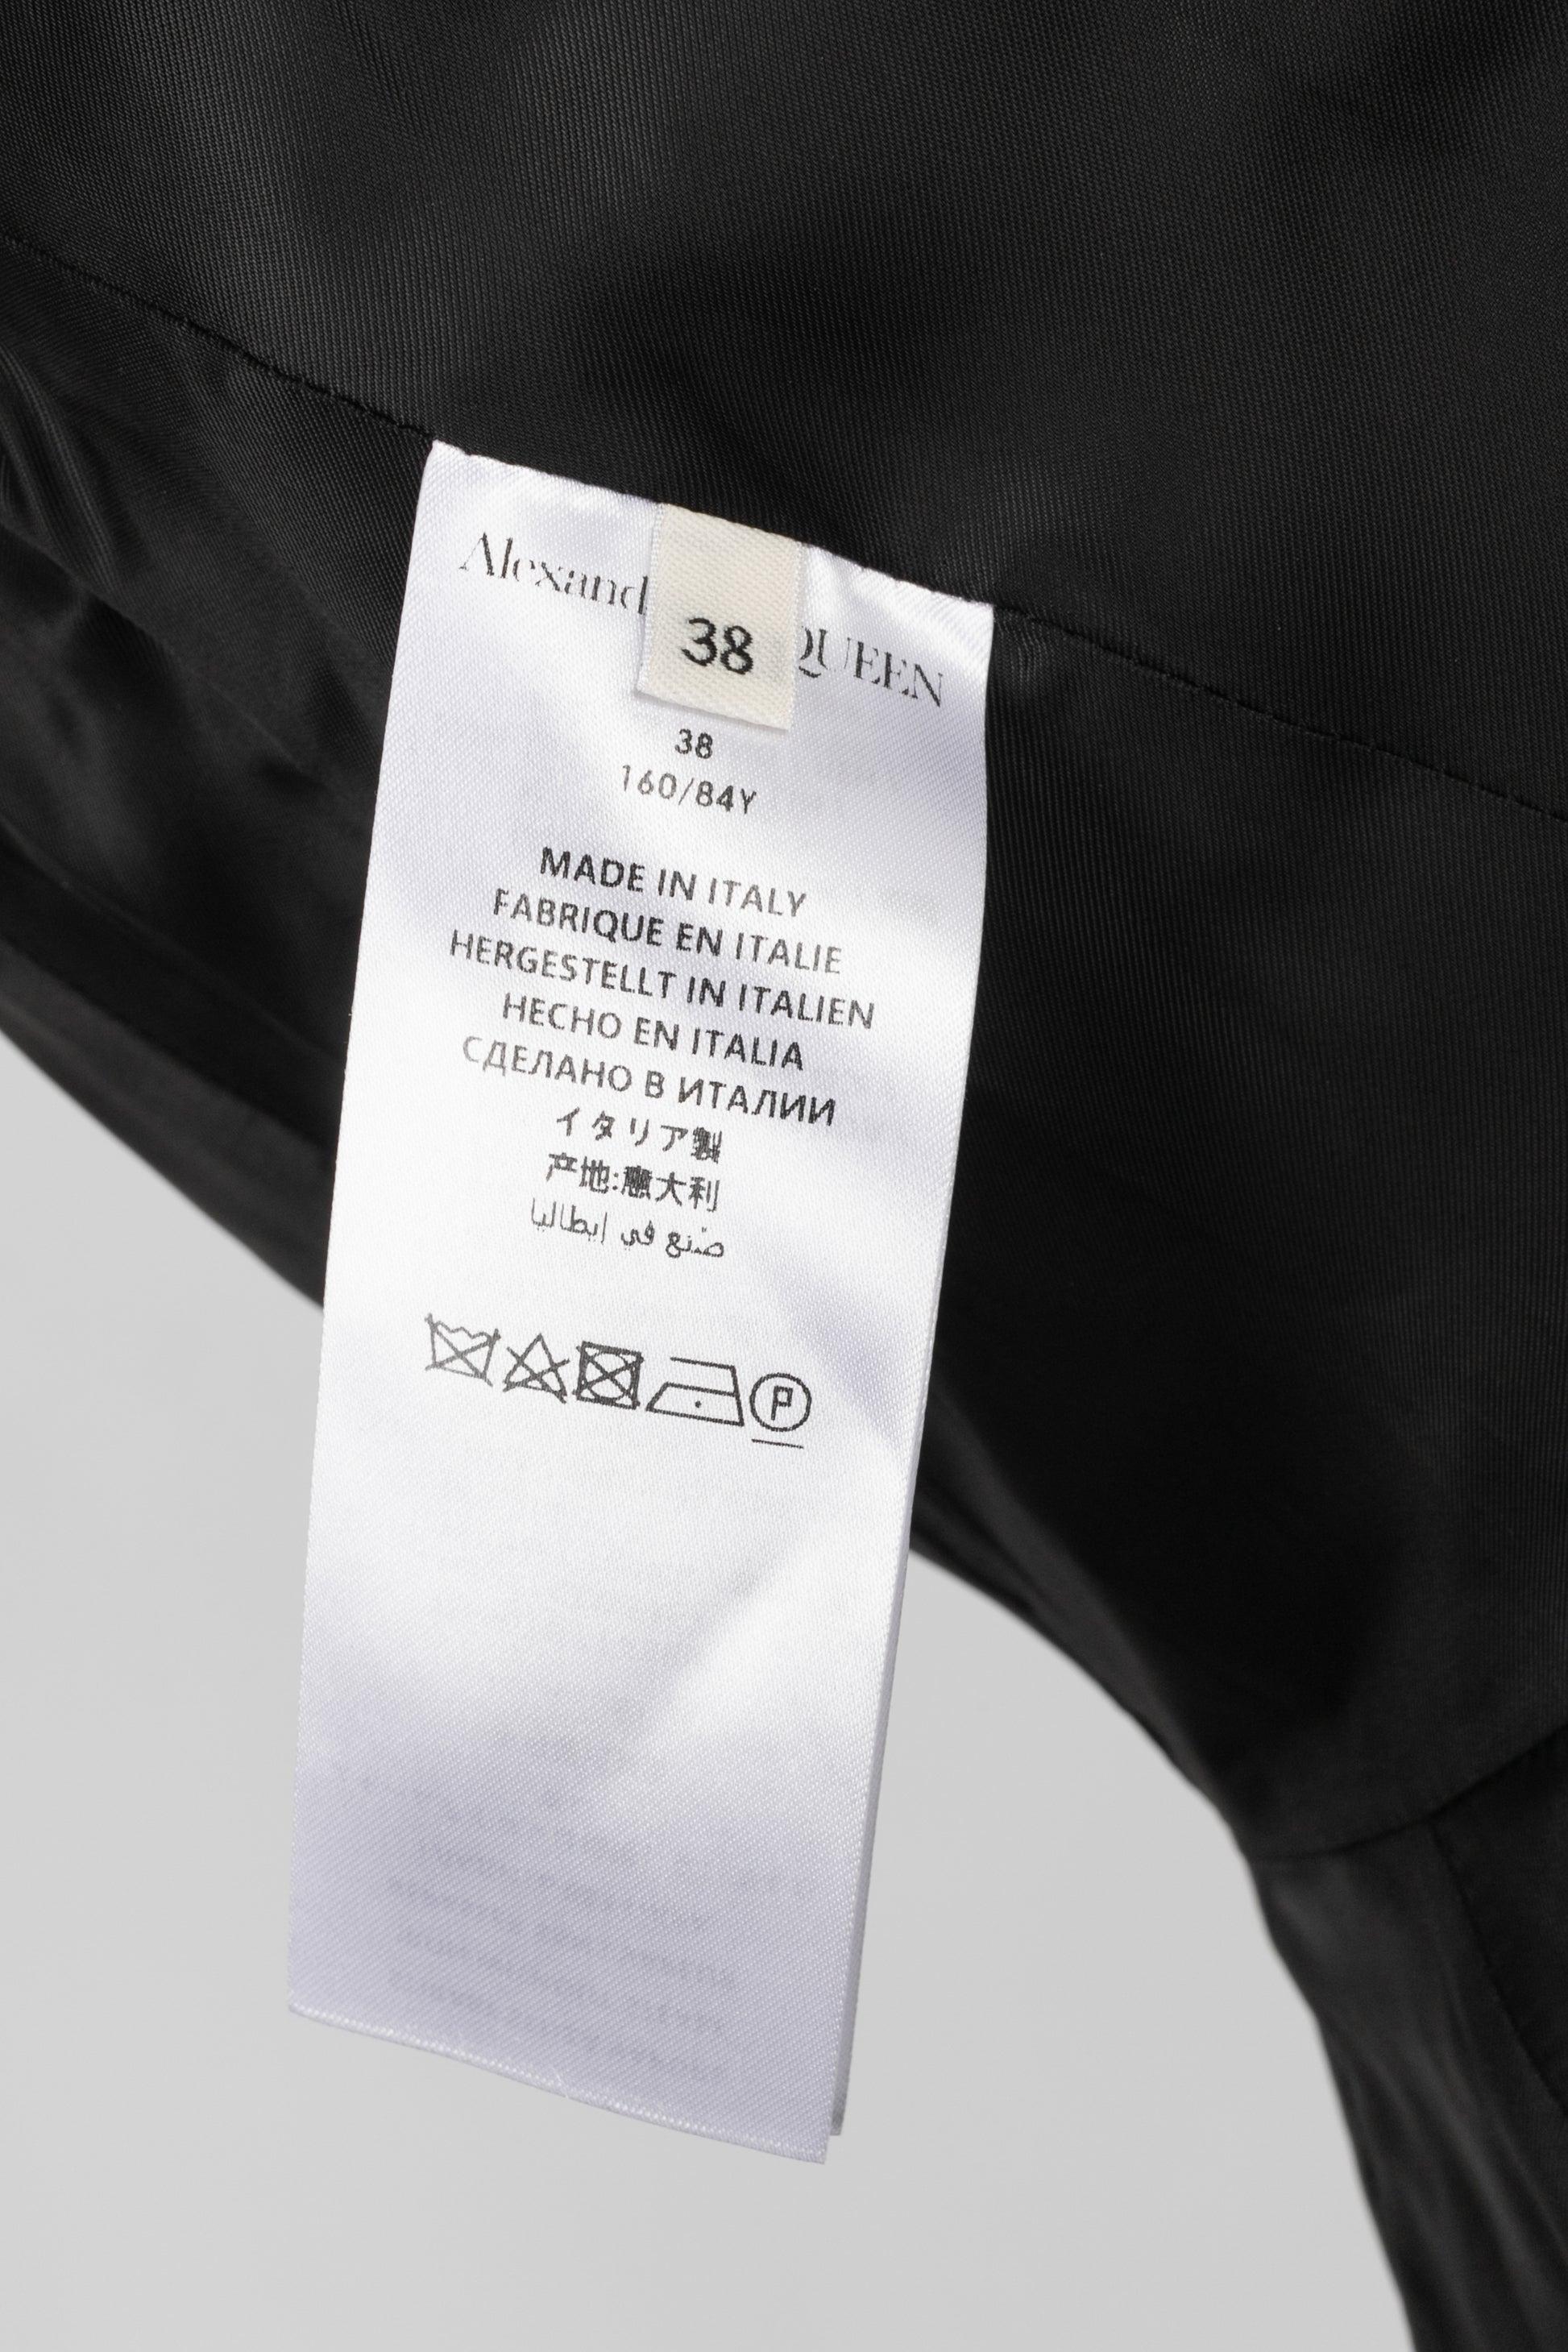 Alexand QUEEN
38
38
160/84Y
MADE IN ITALY
FABRIQUE EN ITALIE
HERGESTELLT IN ITALIEN
HECHO EN ITALIA
СДЕЛАНО В ИТАЛИИ
イタリア製
产地:意大利
صنع في إيطاليا
P